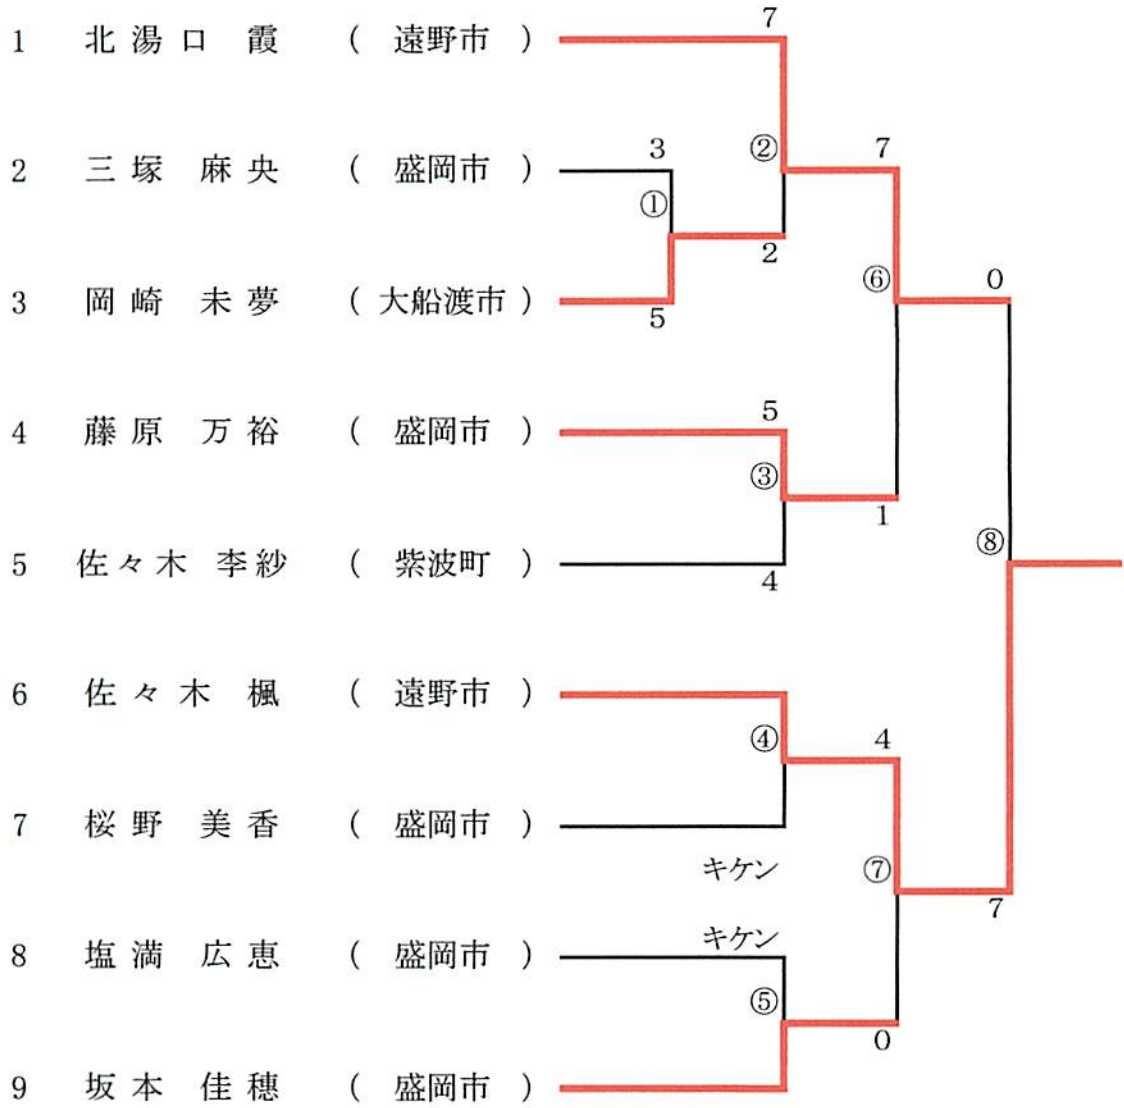 7
1 北湯口 霞 ( 遠野市 )
2 三塚 麻央 ( 盛岡市 ) 3 ② 7
①
2
3 岡崎 未夢 ( 大船渡市 ) 5 ⑥ 0
4 藤原 万裕 ( 盛岡市 ) 5
③
1
5 佐々木 李紗 ( 紫波町 ) 4 ⑧
6 佐々木 楓 ( 遠野市 )
④ 4
7 桜野 美香 ( 盛岡市 )
キケン ⑦
7
キケン
8 塩満 広恵 ( 盛岡市 )
⑤
0
9 坂本 佳穂 ( 盛岡市 )